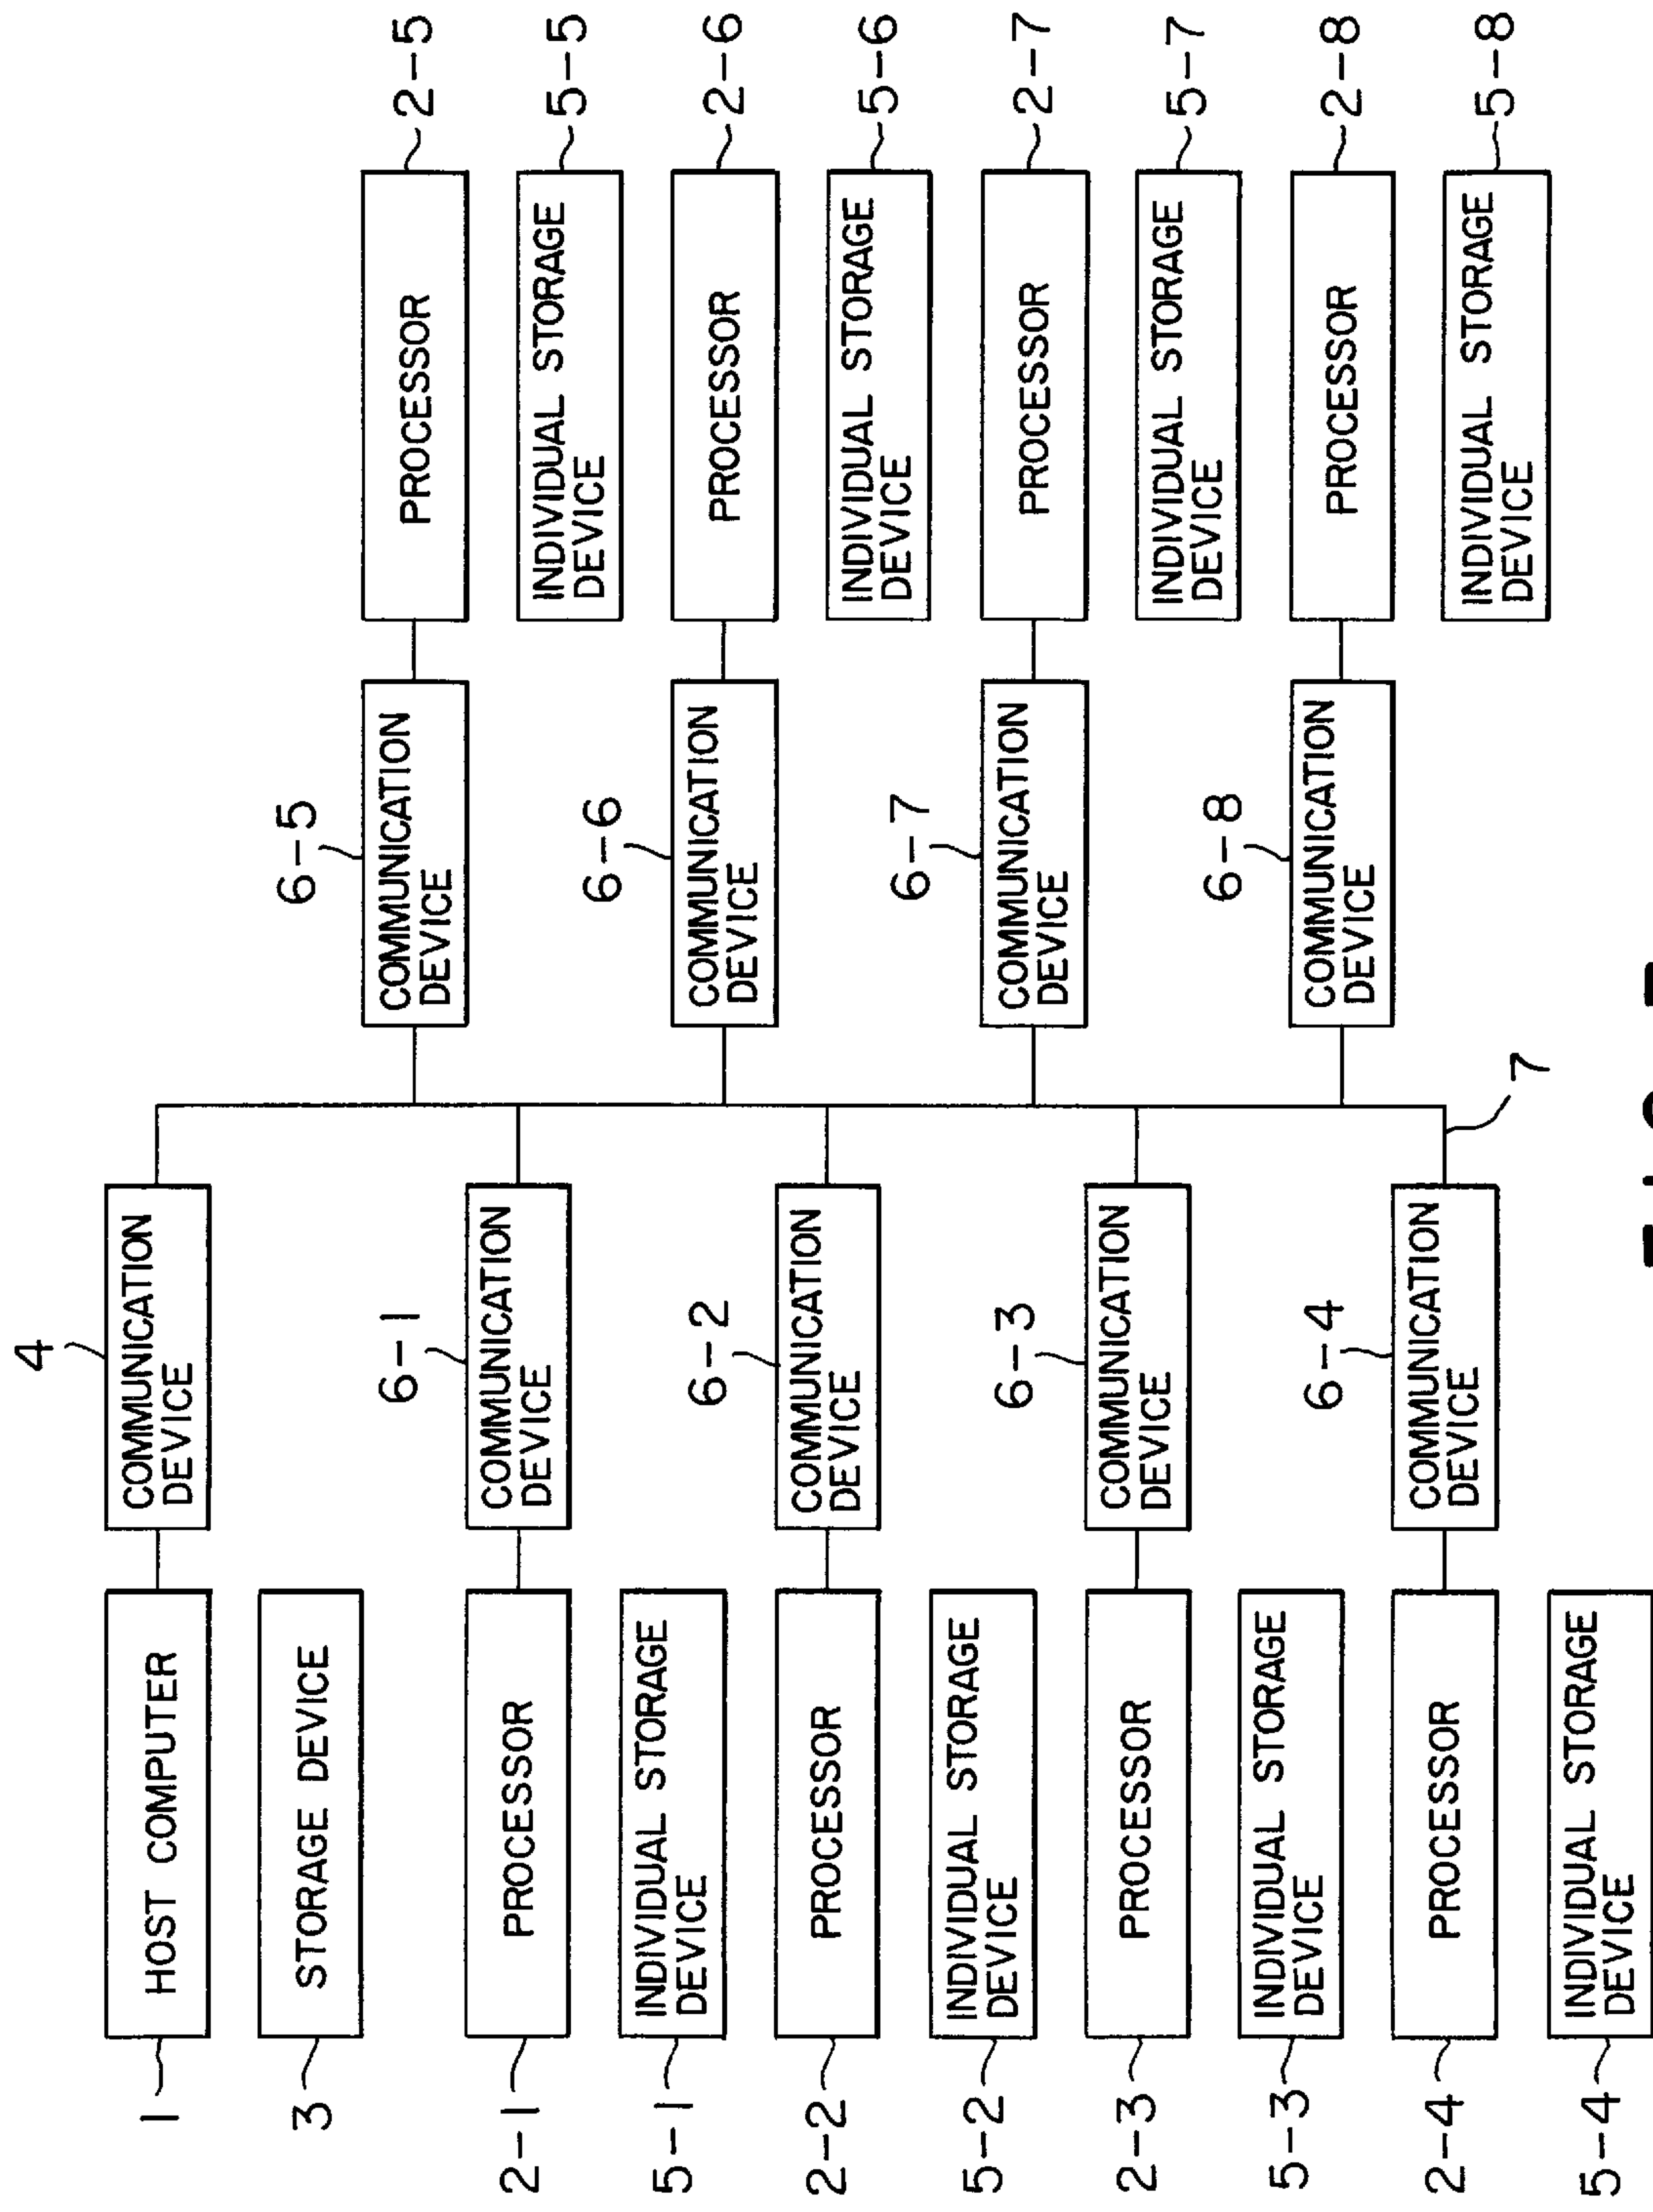 4
1
HOST COMPUTER
COMMUNICATION
DEVICE
3
STORAGE DEVICE
6-5
COMMUNICATION
DEVICE
PROCESSOR
2-5
6-1
2-1
PROCESSOR
COMMUNICATION
DEVICE
INDIVIDUAL STORAGE
DEVICE
5-5
5-1
INDIVIDUAL STORAGE
DEVICE
6-6
COMMUNICATION
DEVICE
PROCESSOR
2-6
6-2
2-2
PROCESSOR
COMMUNICATION
DEVICE
INDIVIDUAL STORAGE
DEVICE
5-6
5-2
INDIVIDUAL STORAGE
DEVICE
6-7
COMMUNICATION
DEVICE
PROCESSOR
2-7
6-3
2-3
PROCESSOR
COMMUNICATION
DEVICE
INDIVIDUAL STORAGE
DEVICE
5-7
5-3
INDIVIDUAL STORAGE
DEVICE
6-8
COMMUNICATION
DEVICE
PROCESSOR
2-8
6-4
2-4
PROCESSOR
COMMUNICATION
DEVICE
7
INDIVIDUAL STORAGE
DEVICE
5-8
5-4
INDIVIDUAL STORAGE
DEVICE